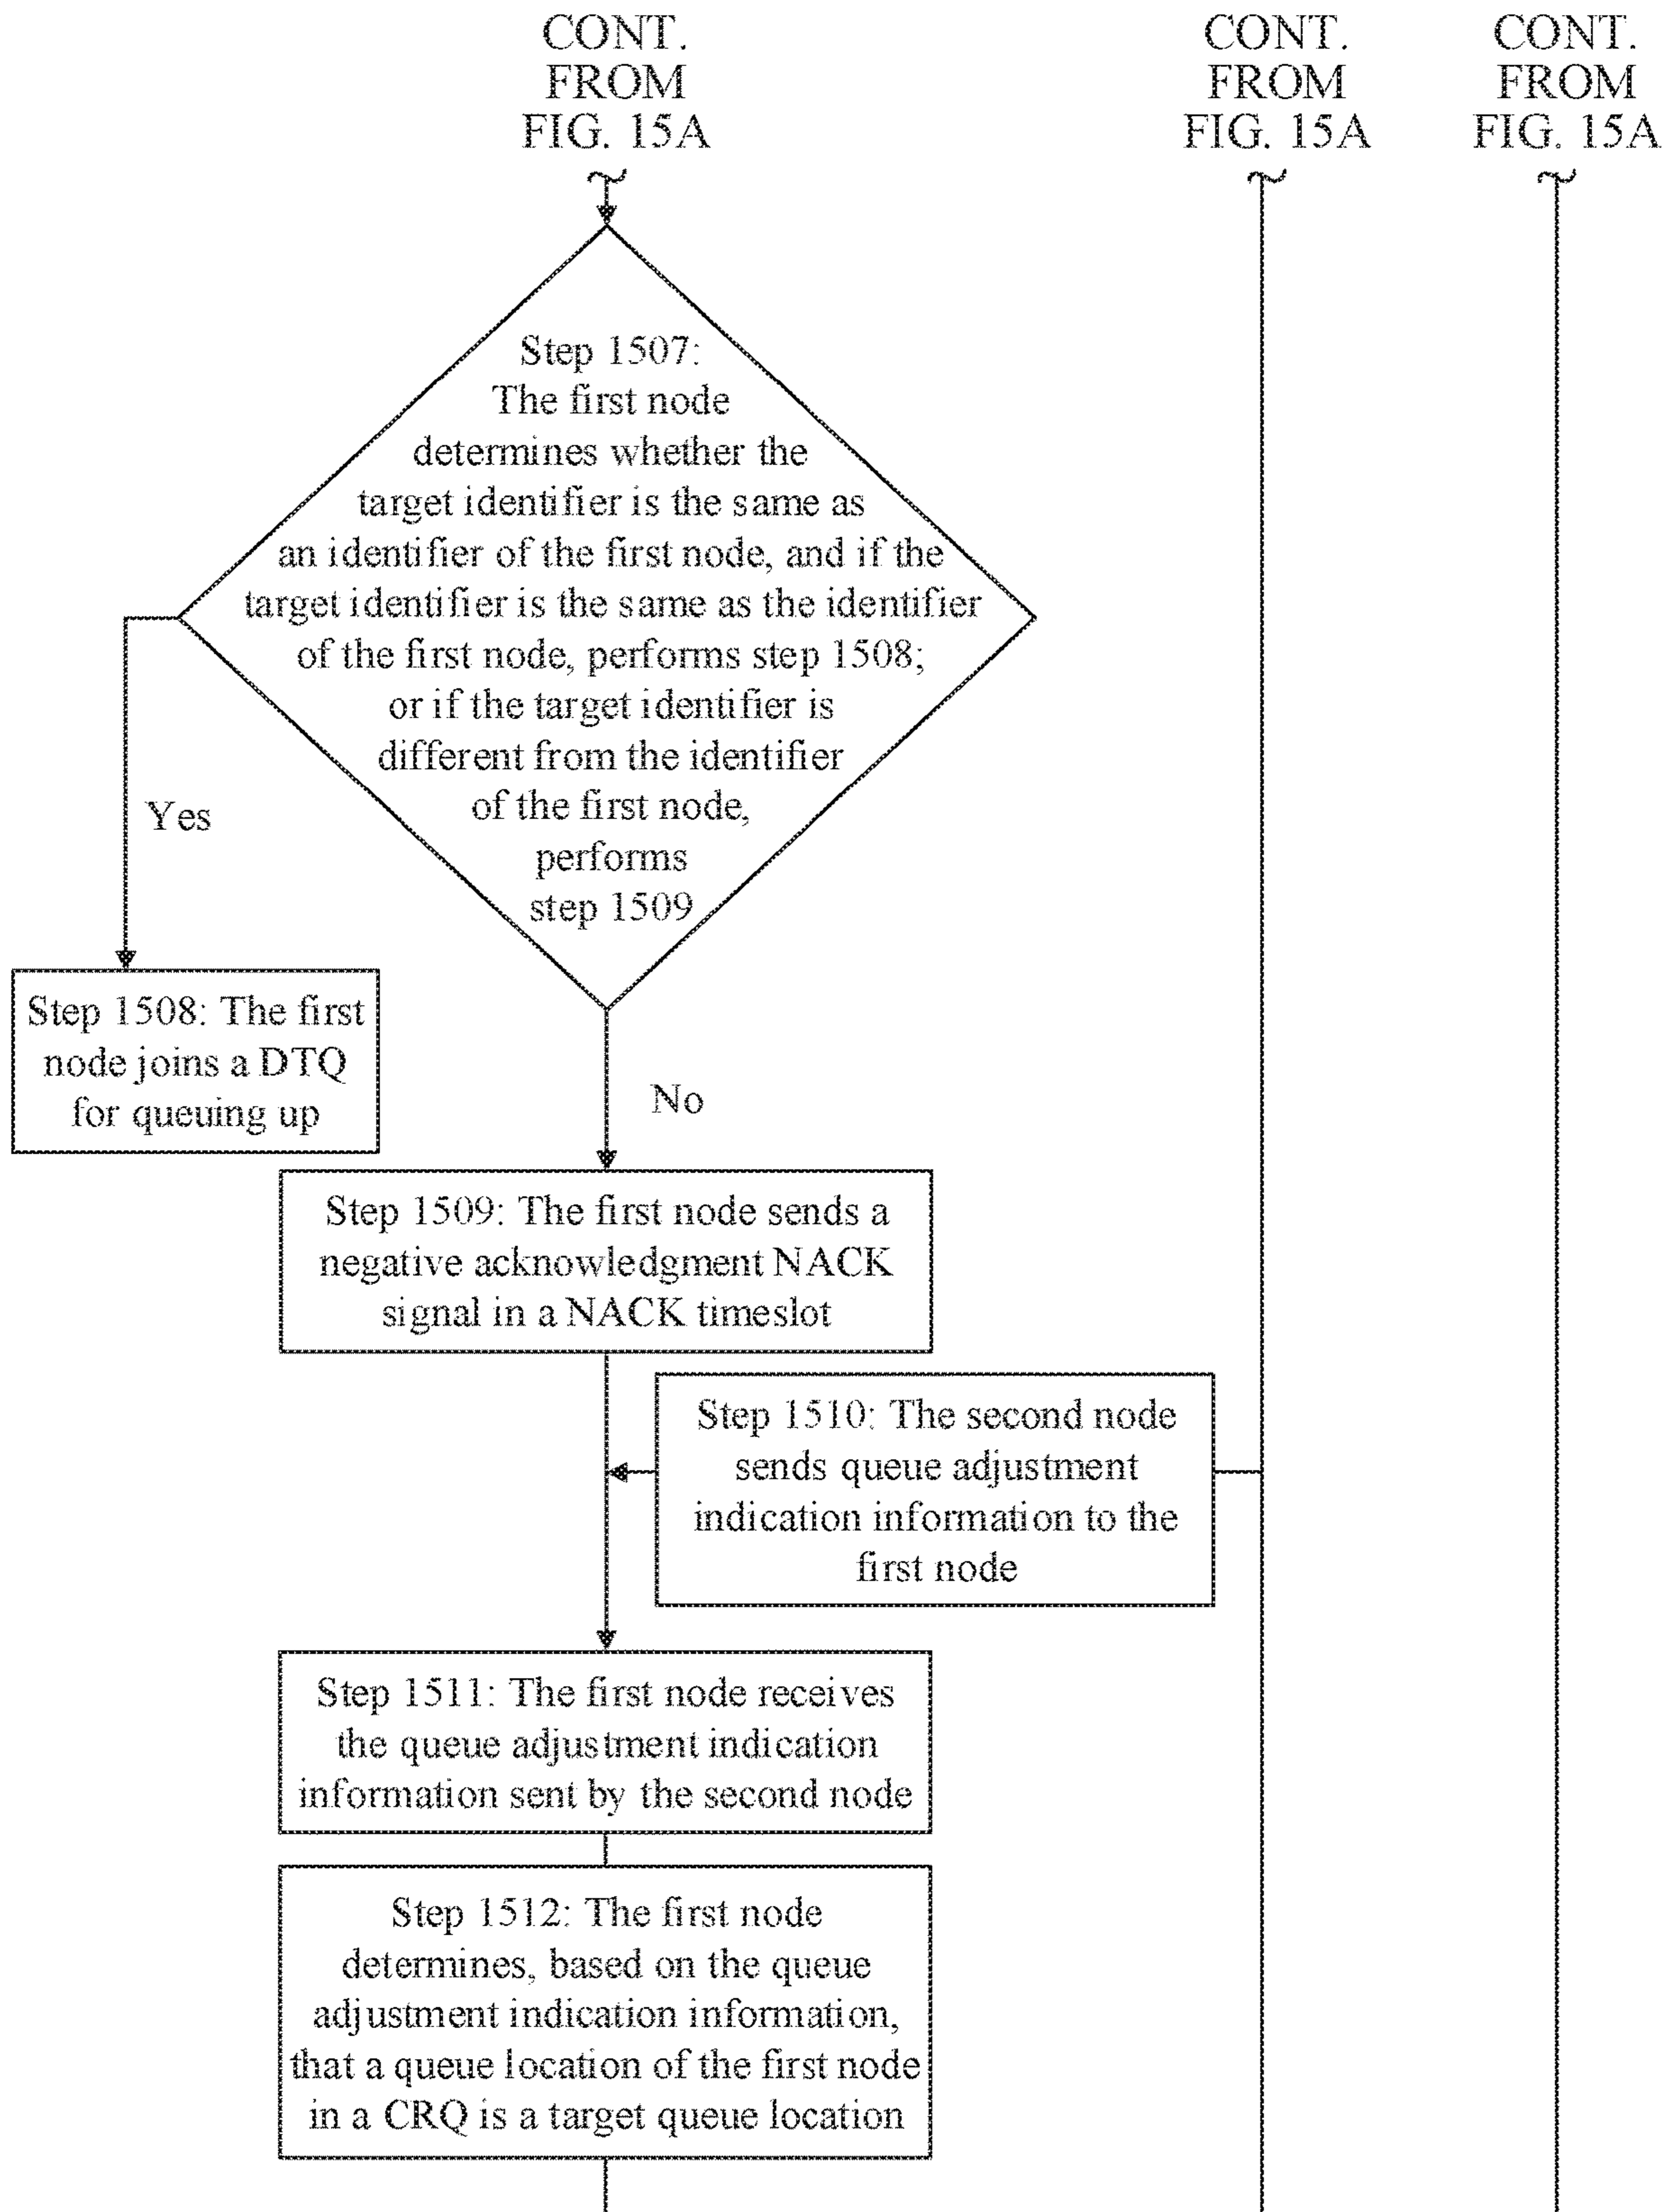 CONT.
FROM
FIG. 15A
CONT.
FROM
FIG. 15A
CONT.
FROM
FIG. 15A
Step 1507:
The first node
determines whether the
target identifier is the same as
an identifier of the first node, and if the
target identifier is the same as the identifier
of the first node, performs step 1508;
or if the target identifier is
different from the identifier
of the first node,
performs
step 1509
Yes
Step 1508: The first
node joins a DTQ
for queuing up
No
Step 1509: The first node sends a
negative acknowledgment NACK
signal in a NACK timeslot
Step 1510: The second node
sends queue adjustment
indication information to the
first node
Step 1511: The first node receives
the queue adjustment indication
information sent by the second node
Step 1512: The first node
determines, based on the queue
adjustment indication information,
that a queue location of the first node
in a CRQ is a target queue location